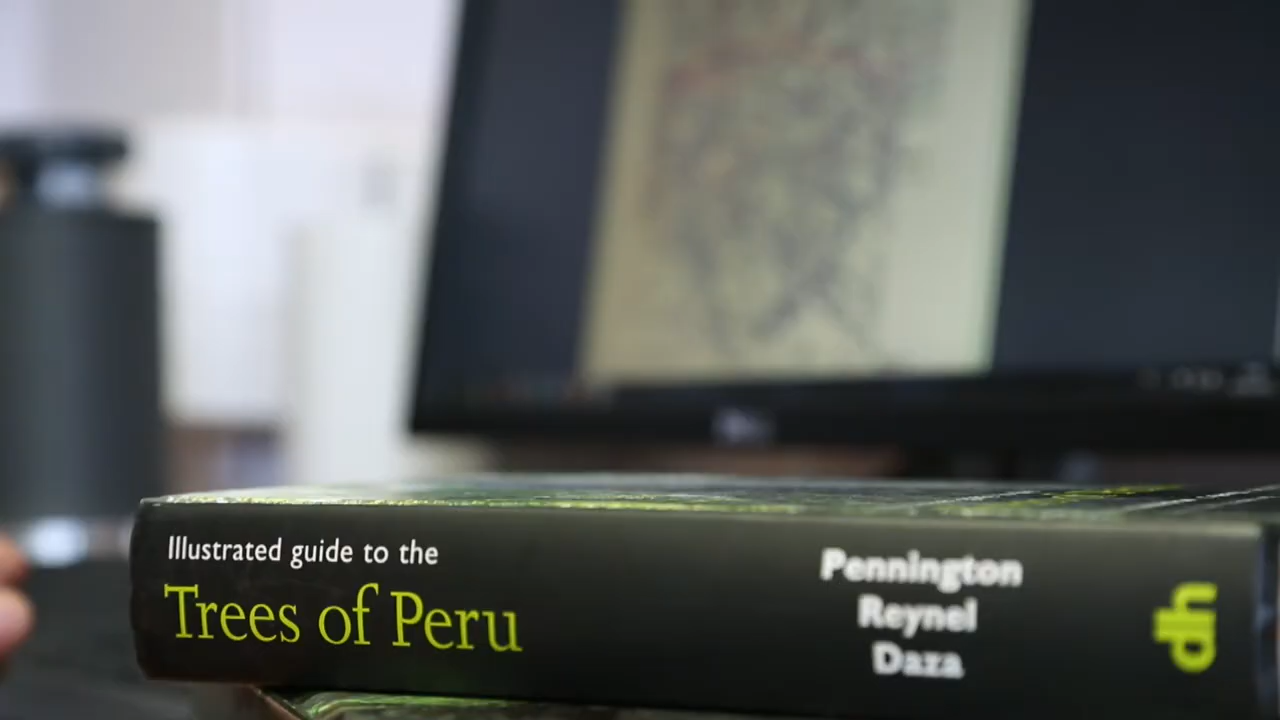 Illustrated guide to the
Trees of Peru
Pennington
Reynel
Daza